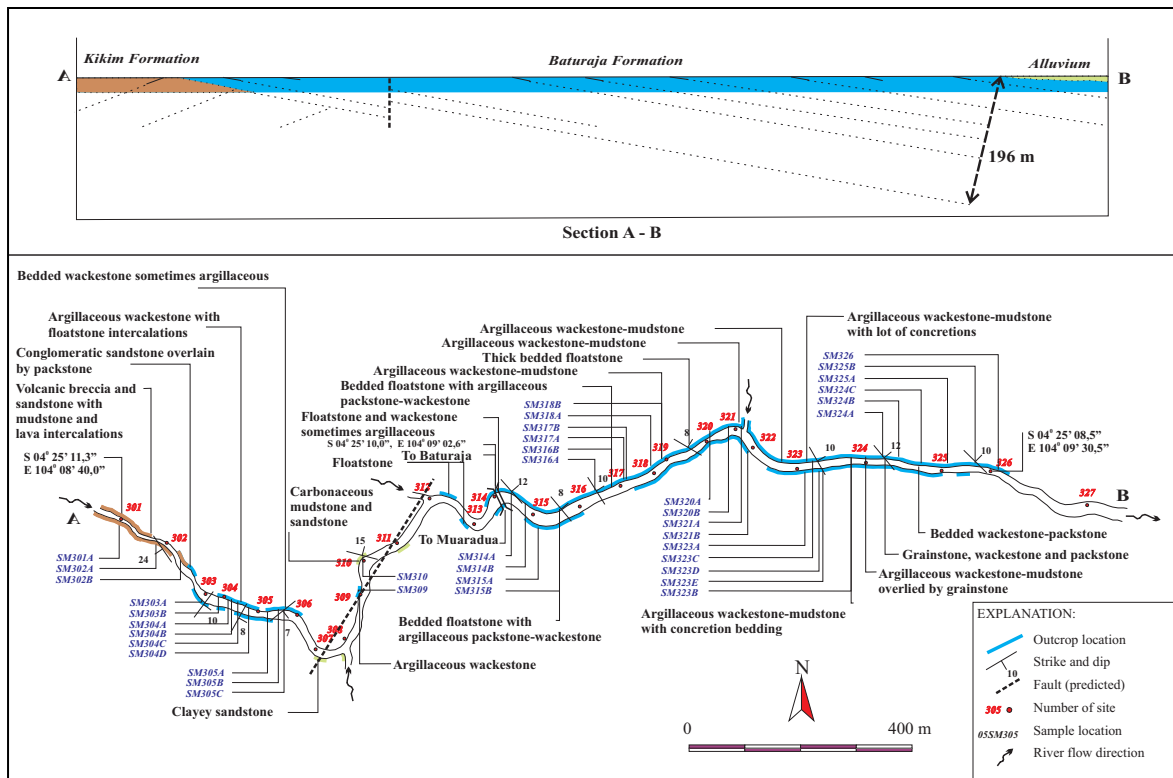 Kikim Formation
Baturaja Formation
Alluvium
A
B
196 m
Section A - B
Bedded wackestone sometimes argillaceous
Argillaceous wackestone with
floatstone intercalations
Conglomeratic sandstone overlain
by packstone
Volcanic breccia and
sandstone with
mudstone and
lava intercalations
S 04° 25' 11,3"
E 104° 08' 40,0"
A
301
302
24
SM301A
SM302A
SM302B
303
304
305
306
10
8
7
SM303A
SM303B
SM304A
SM304B
SM304C
SM304D
SM305A
SM305B
SM305C
Clayey sandstone
307
308
309
310
311
15
SM310
SM309
Argillaceous wackestone
Carbonaceous
mudstone and
sandstone
Floatstone
S 04° 25' 10,0", E 104° 09' 02,6"
To Baturaja
Floatstone and wackestone
sometimes argillaceous
Bedded floatstone with argillaceous
packstone-wackestone
Argillaceous wackestone-mudstone
Thick bedded floatstone
Argillaceous wackestone-mudstone
Argillaceous wackestone-mudstone
312
313
314
12
315
8
316
10
317
318
319
8
320
321
322
To Muaradua
SM314A
SM314B
SM315A
SM315B
Bedded floatstone with
argillaceous packstone-wackestone
SM318B
SM318A
SM317B
SM317A
SM316B
SM316A
SM320A
SM320B
SM321A
SM321B
SM323A
SM323C
SM323D
SM323E
SM323B
Argillaceous wackestone-mudstone
with concretion bedding
Argillaceous wackestone-mudstone
with lot of concretions
SM326
SM325B
SM325A
SM324C
SM324B
SM324A
323
10
324
12
325
10
326
S 04° 25' 08,5"
E 104° 09' 30,5"
327
B
Bedded wackestone-packstone
Grainstone, wackestone and packstone
Argillaceous wackestone-mudstone
overlied by grainstone
N
0
400 m
EXPLANATION:
Outcrop location
Strike and dip
10
Fault (predicted)
305 Number of site
05SM305 Sample location
River flow direction